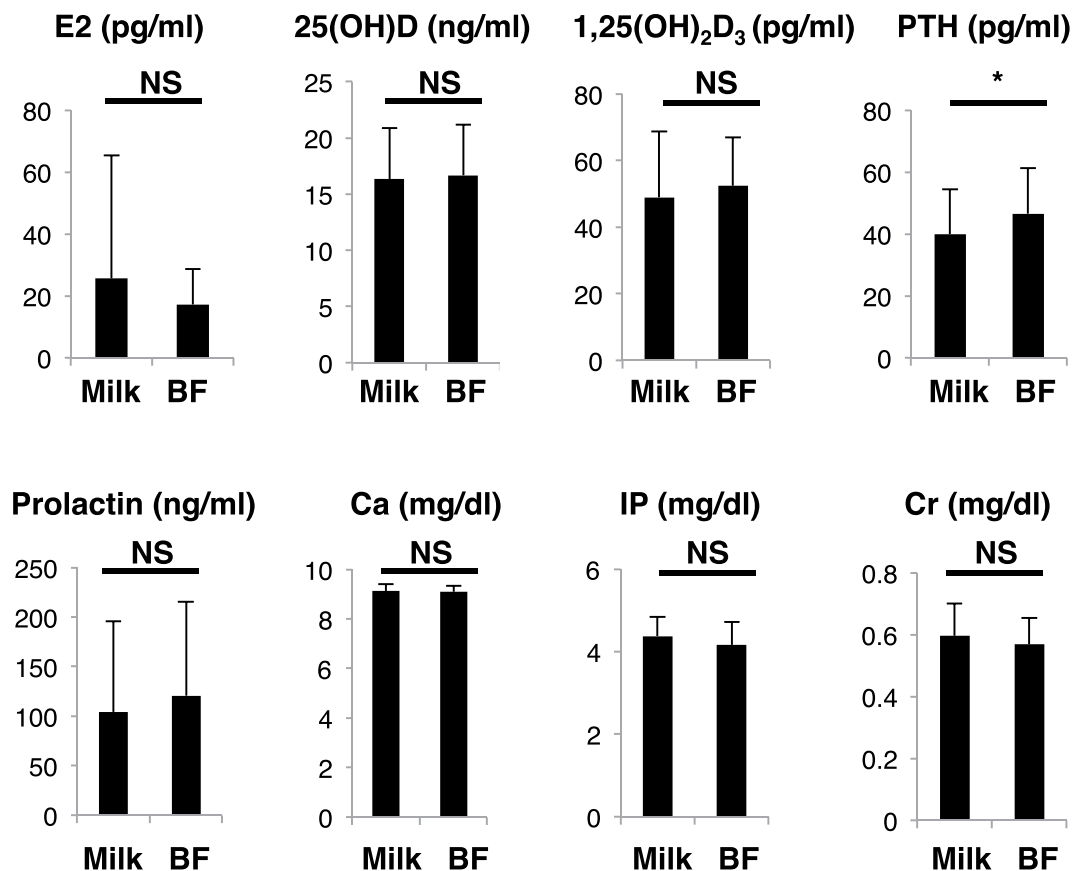 E2 (pg/ml)
NS
80
60
40
20
0
Milk BF
25(OH)D (ng/ml)
NS
25
20
15
10
5
0
Milk BF
1,25(OH)₂D₃ (pg/ml)
NS
80
60
40
20
0
Milk BF
PTH (pg/ml)
*
80
60
40
20
0
Milk BF
Prolactin (ng/ml)
NS
250
200
150
100
50
0
Milk BF
Ca (mg/dl)
NS
10
8
6
4
2
0
Milk BF
IP (mg/dl)
NS
6
4
2
0
Milk BF
Cr (mg/dl)
NS
0.8
0.6
0.4
0.2
0
Milk BF